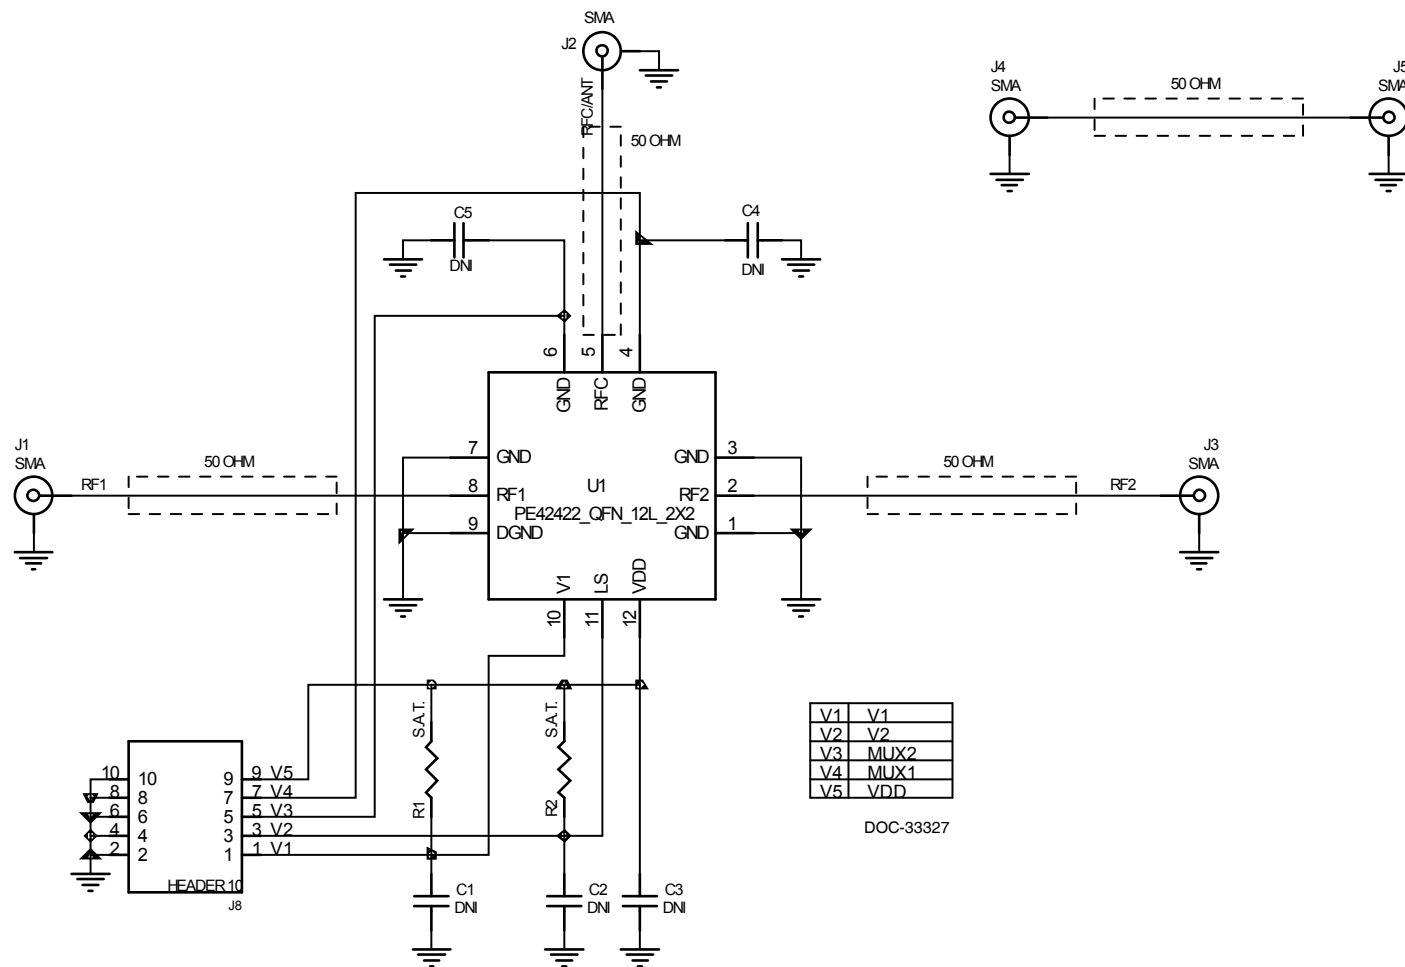 SMA
J2
RFC/ANT
50 OHM
J4
SMA
50 OHM
J5
SMA
C5
DNI
C4
DNI
6
5
4
GND
RFC
GND
J1
SMA
RF1
50 OHM
7
GND
8
RF1
9
DGND
U1
PE42422_QFN_12L_2X2
GND
3
RF2
2
GND
1
50 OHM
RF2
J3
SMA
V1
LS
VDD
10
11
12
S.A.T.
R1
S.A.T.
R2
10 10 9 9 V5
8 8 7 7 V4
6 6 5 5 V3
4 4 3 3 V2
2 2 1 1 V1
HEADER 10
J8
C1
DNI
C2
DNI
C3
DNI
V1 V1
V2 V2
V3 MUX2
V4 MUX1
V5 VDD
DOC-33327